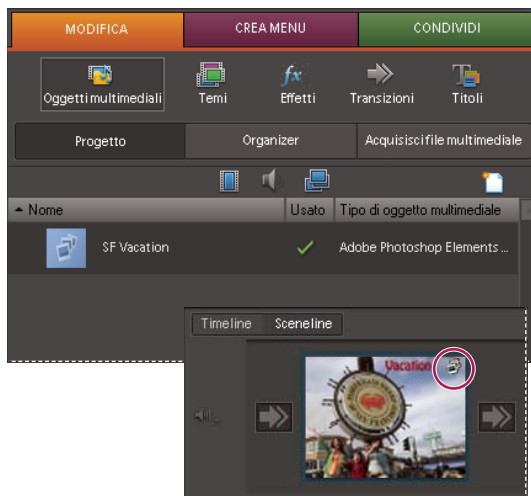 MODIFICA
CREA MENU
CONDIVIDI
Oggetti multimediali
Temi
Effetti
Transizioni
Titoli
Progetto
Organizer
Acquisisci file multimediale
Nome
Usato
Tipo di oggetto multimediale
SF Vacation
Adobe Photoshop Elements ...
Timeline
Sceneline
Vacation